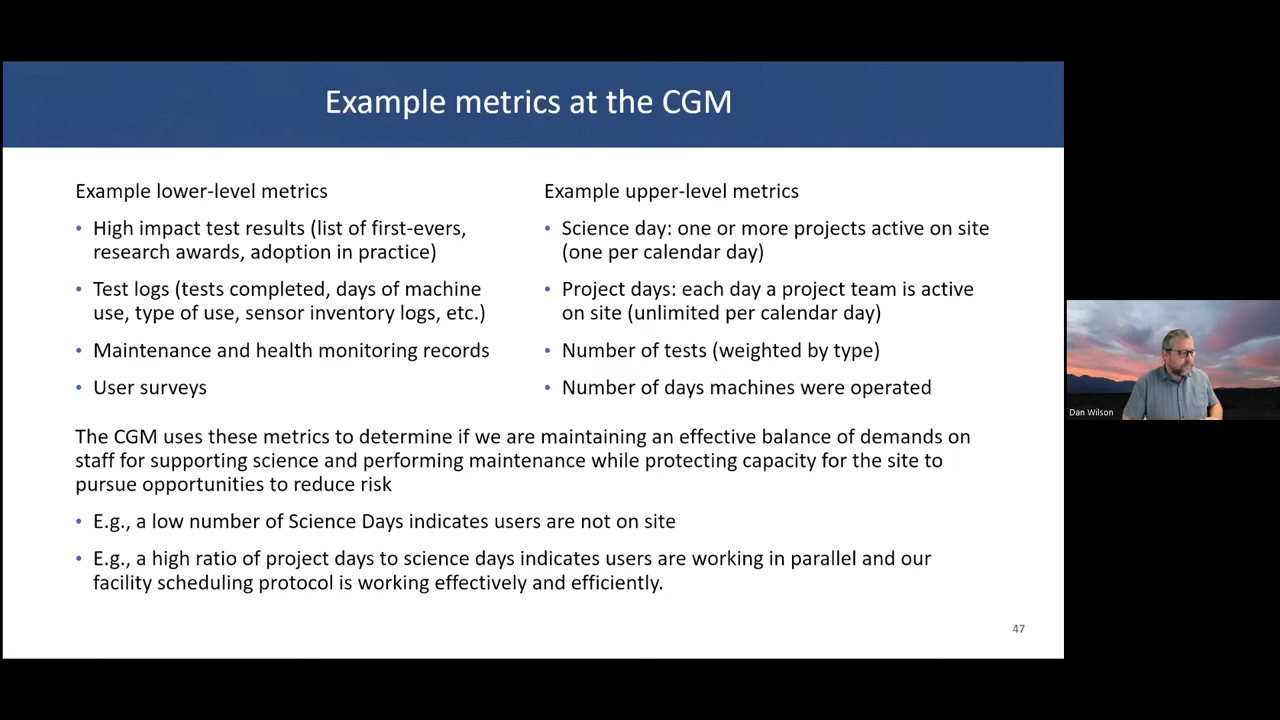 Example metrics at the CGM
Example lower-level metrics
• High impact test results (list of first-evers,
research awards, adoption in practice)
• Test logs (tests completed, days of machine
use, type of use, sensor inventory logs, etc.)
• Maintenance and health monitoring records
• User surveys
Example upper-level metrics
• Science day: one or more projects active on site
(one per calendar day)
• Project days: each day a project team is active
on site (unlimited per calendar day)
• Number of tests (weighted by type)
• Number of days machines were operated
The CGM uses these metrics to determine if we are maintaining an effective balance of demands on
staff for supporting science and performing maintenance while protecting capacity for the site to
pursue opportunities to reduce risk
• E.g., a low number of Science Days indicates users are not on site
• E.g., a high ratio of project days to science days indicates users are working in parallel and our
facility scheduling protocol is working effectively and efficiently.
47
Dan Wilson